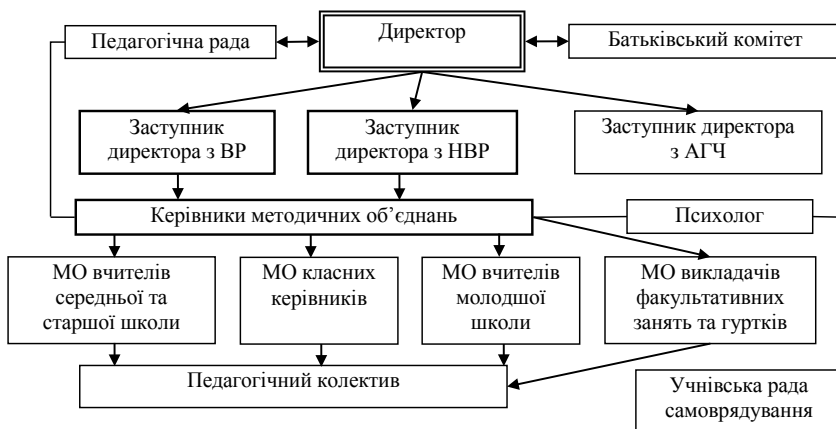 Педагогічна рада
Директор
Батьківський комітет
Заступник
директора з ВР
Заступник
директора з НВР
Заступник директора
з АГЧ
Керівники методичних об’єднань
Психолог
МО вчителів
середньої та
старшої школи
МО класних
керівників
МО вчителів
молодшої
школи
МО викладачів
факультативних
занять та гуртків
Педагогічний колектив
Учнівська рада
самоврядування